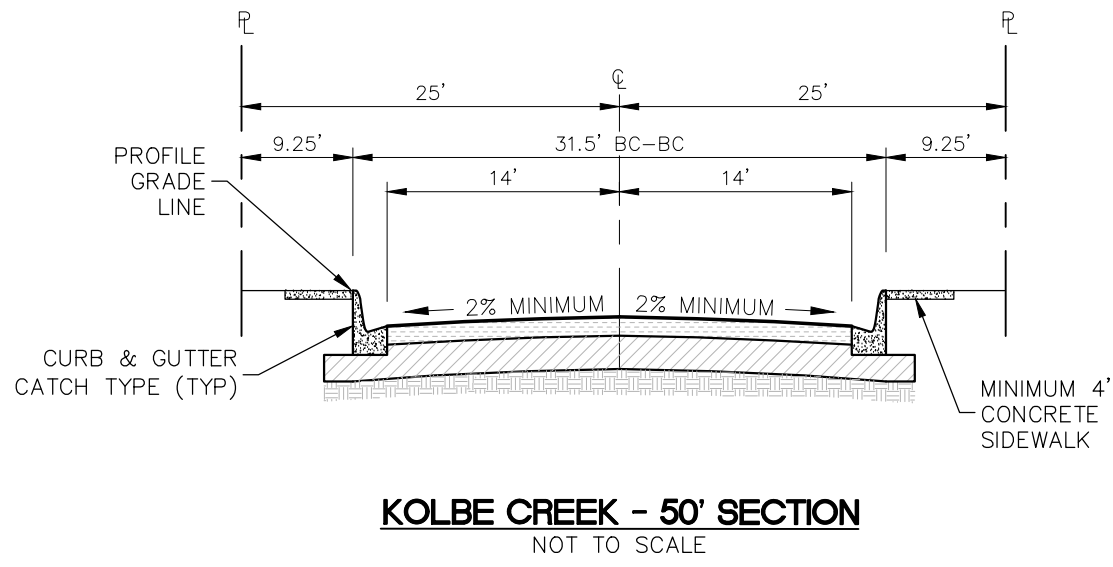 PL
PL
CL
25'
25'
9.25'
31.5' BC–BC
9.25'
PROFILE
GRADE
LINE
14'
14'
2% MINIMUM
2% MINIMUM
CURB & GUTTER
CATCH TYPE (TYP)
MINIMUM 4'
CONCRETE
SIDEWALK
KOLBE CREEK – 50' SECTION
NOT TO SCALE